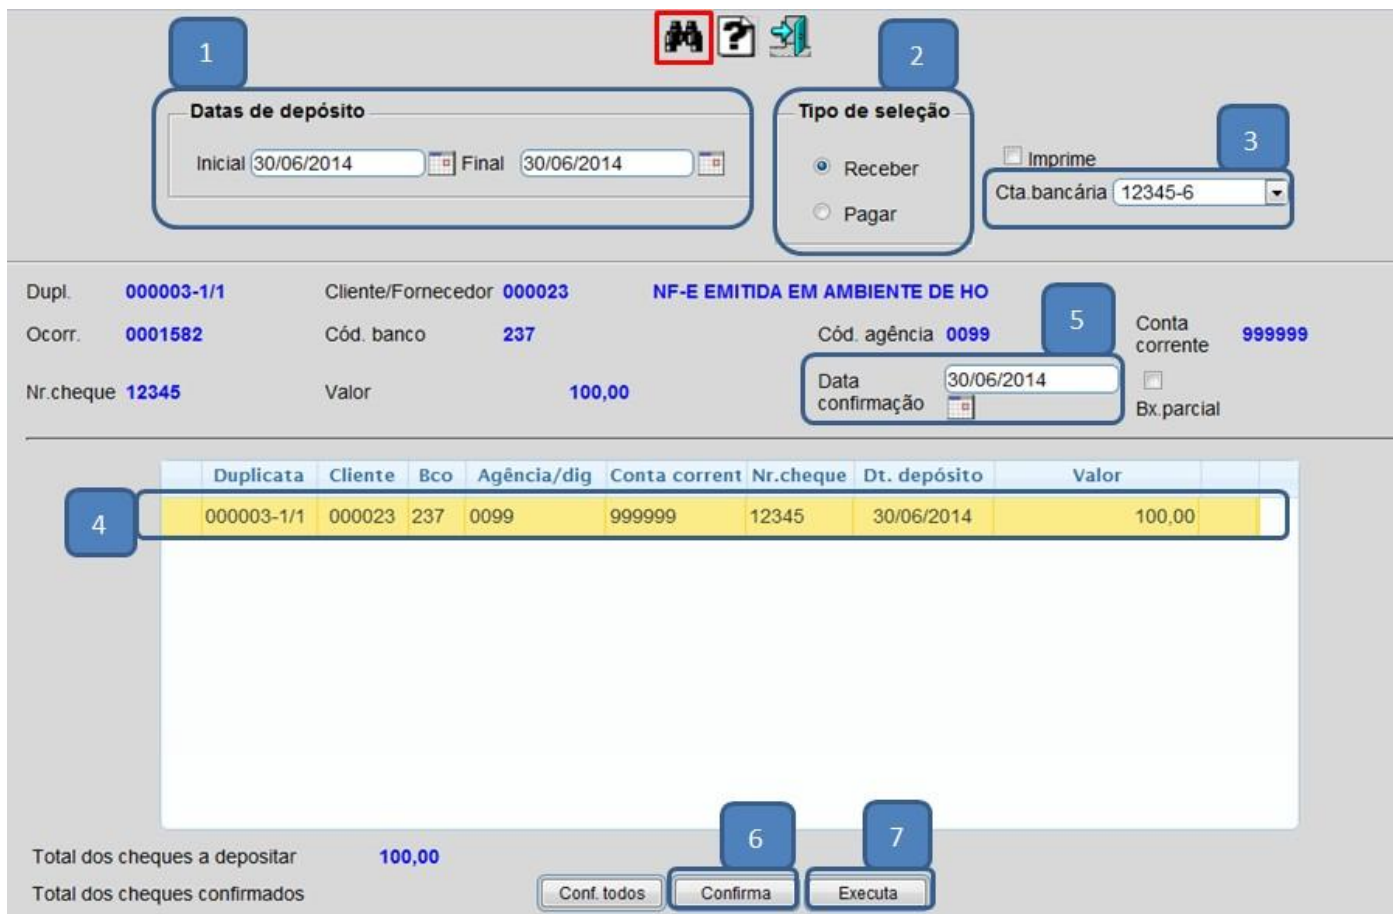 1
2
Datas de depósito
Tipo de seleção
3
Inicial 30/06/2014 Final 30/06/2014
Receber
Imprime
Cta.bancária 12345-6
Pagar
Dupl. 000003-1/1 Cliente/Fornecedor 000023 NF-E EMITIDA EM AMBIENTE DE HO
5
Ocorr. 0001582 Cód. banco 237 Cód. agência 0099 Conta corrente 999999
Nr.cheque 12345 Valor 100,00 Data confirmação 30/06/2014
Bx.parcial
Duplicata Cliente Bco Agência/dig Conta corrent Nr.cheque Dt. depósito Valor
4
000003-1/1 000023 237 0099 999999 12345 30/06/2014 100,00
6
7
Total dos cheques a depositar 100,00
Total dos cheques confirmados
Conf. todos Confirma Executa